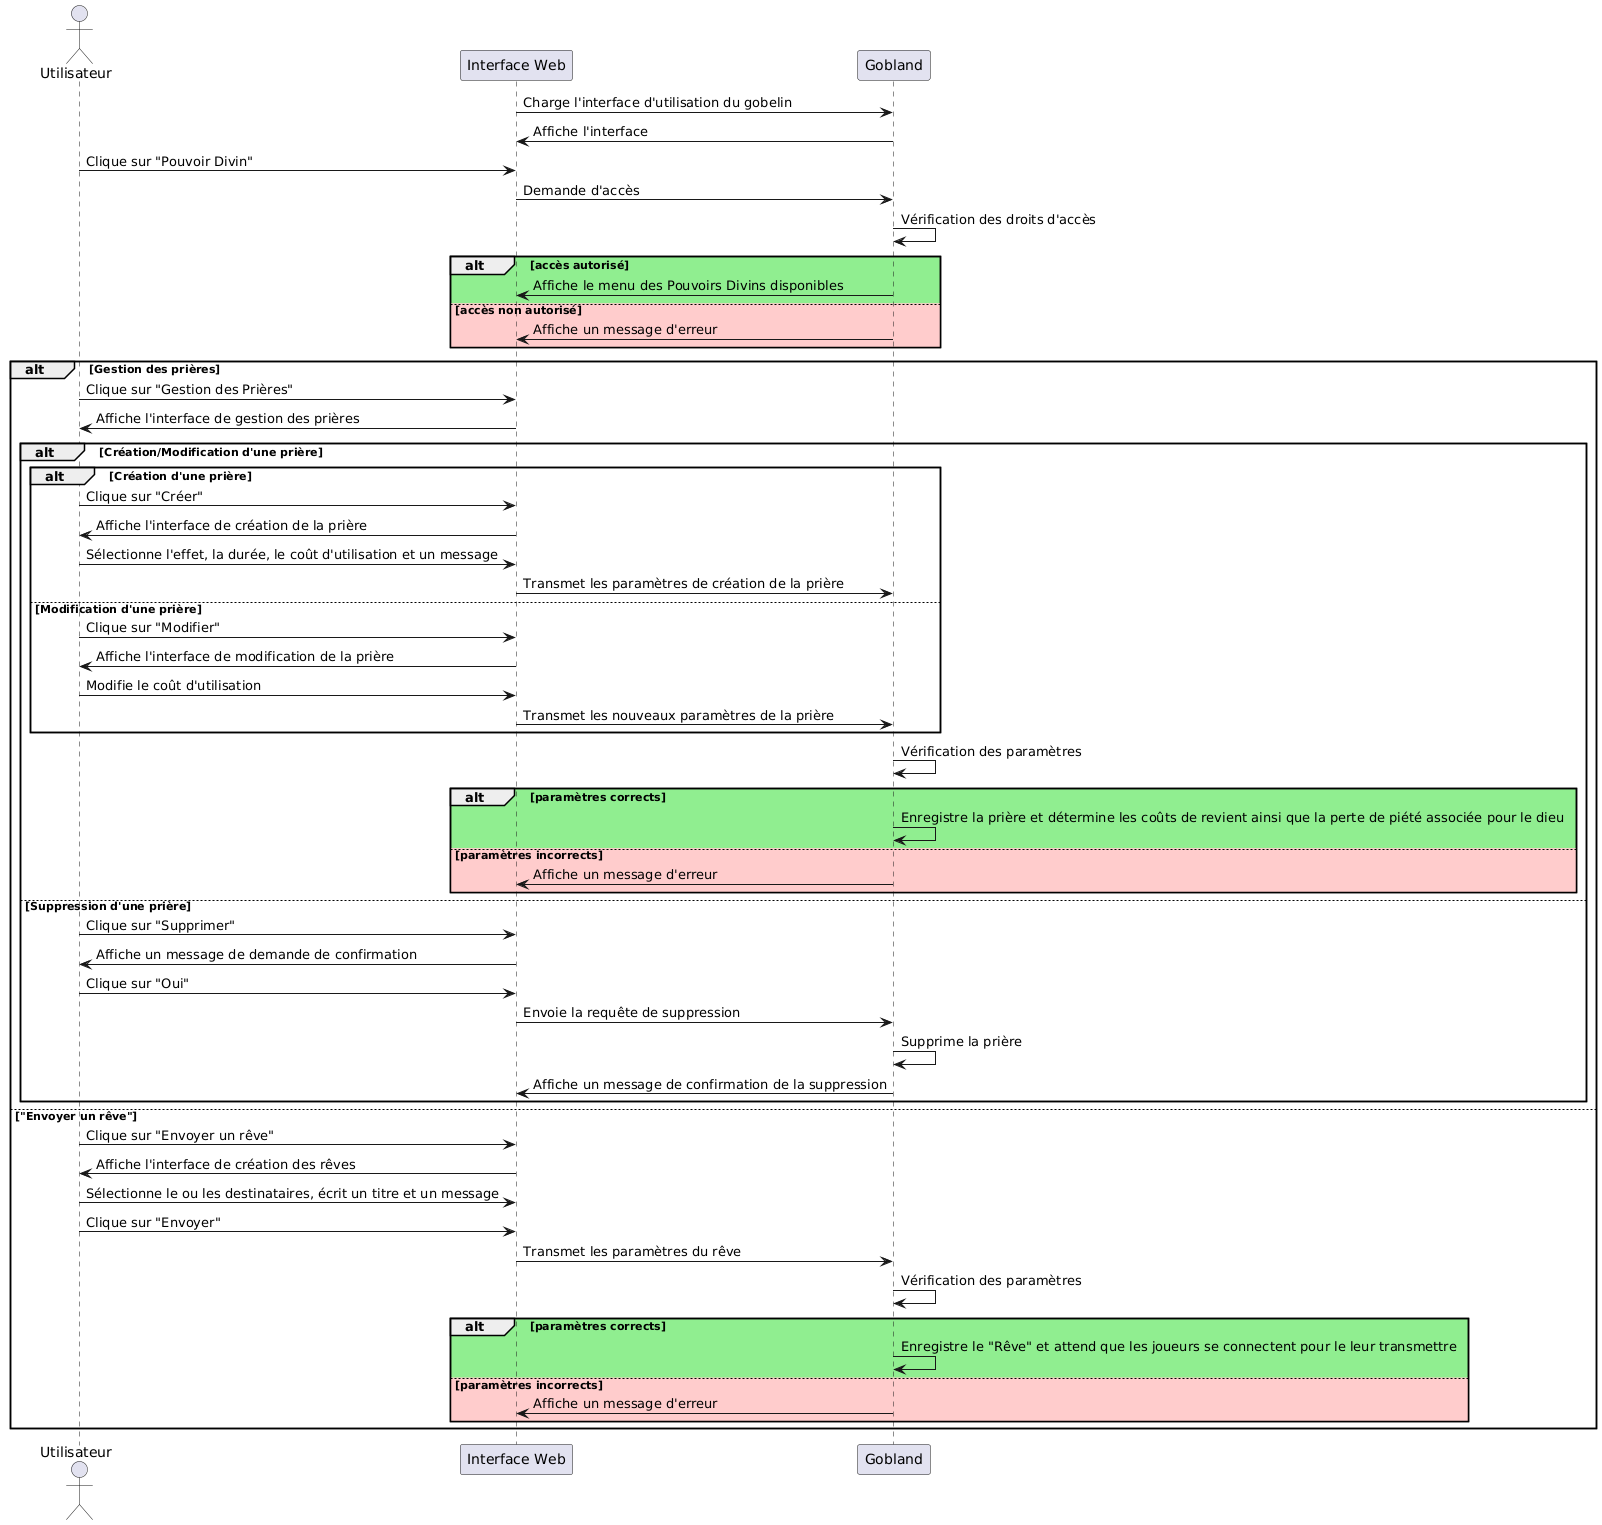 Utilisateur
Interface Web
Gobland
Charge l'interface d'utilisation du gobelin
Affiche l'interface
Clique sur "Pouvoir Divin"
Demande d'accès
Vérification des droits d'accès
alt [accès autorisé]
Affiche le menu des Pouvoirs Divins disponibles
[accès non autorisé]
Affiche un message d'erreur
alt [Gestion des prières]
Clique sur "Gestion des Prières"
Affiche l'interface de gestion des prières
alt [Création/Modification d'une prière]
alt [Création d'une prière]
Clique sur "Créer"
Affiche l'interface de création de la prière
Sélectionne l'effet, la durée, le coût d'utilisation et un message
Transmet les paramètres de création de la prière
[Modification d'une prière]
Clique sur "Modifier"
Affiche l'interface de modification de la prière
Modifie le coût d'utilisation
Transmet les nouveaux paramètres de la prière
Vérification des paramètres
alt [paramètres corrects]
Enregistre la prière et détermine les coûts de revient ainsi que la perte de piété associée pour le dieu
[paramètres incorrects]
Affiche un message d'erreur
[Suppression d'une prière]
Clique sur "Supprimer"
Affiche un message de demande de confirmation
Clique sur "Oui"
Envoie la requête de suppression
Supprime la prière
Affiche un message de confirmation de la suppression
["Envoyer un rêve"]
Clique sur "Envoyer un rêve"
Affiche l'interface de création des rêves
Sélectionne le ou les destinataires, écrit un titre et un message
Clique sur "Envoyer"
Transmet les paramètres du rêve
Vérification des paramètres
alt [paramètres corrects]
Enregistre le "Rêve" et attend que les joueurs se connectent pour le leur transmettre
[paramètres incorrects]
Affiche un message d'erreur
Utilisateur
Interface Web
Gobland